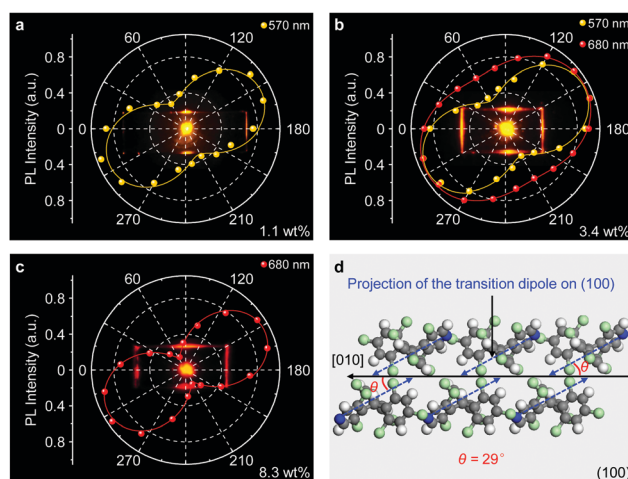 a
570 nm
60
120
0.8
0.4
0
180
0.4
0.8
270
210
PL Intensity (a.u.)
1.1 wt%
b
570 nm
680 nm
60
120
0.8
0.4
0
180
0.4
0.8
270
210
PL Intensity (a.u.)
3.4 wt%
c
680 nm
60
120
0.8
0.4
0
180
0.4
0.8
270
210
PL Intensity (a.u.)
8.3 wt%
d
Projection of the transition dipole on (100)
[010]
θ
θ
θ = 29°
(100)